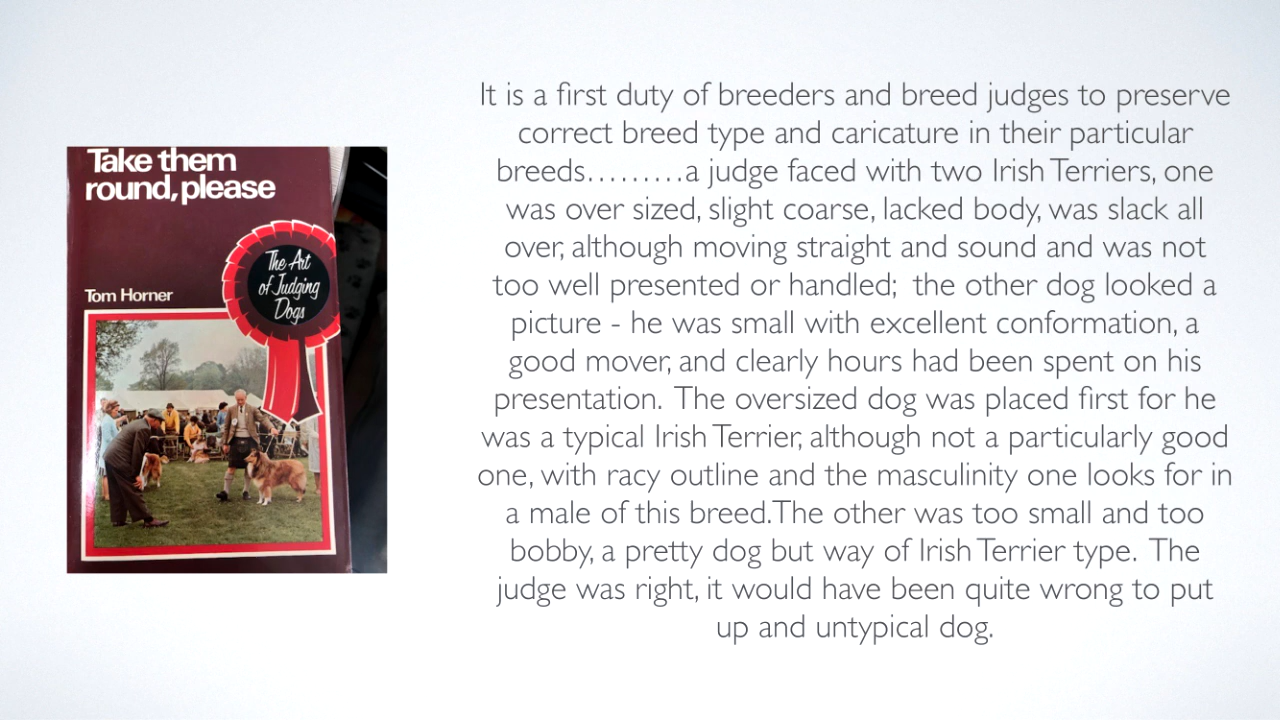 Take them
round, please
The Art
of Judging
Dogs
Tom Horner
It is a first duty of breeders and breed judges to preserve
correct breed type and caricature in their particular
breeds.........a judge faced with two Irish Terriers, one
was over sized, slight coarse, lacked body, was slack all
over, although moving straight and sound and was not
too well presented or handled;  the other dog looked a
picture - he was small with excellent conformation, a
good mover, and clearly hours had been spent on his
presentation.  The oversized dog was placed first for he
was a typical Irish Terrier, although not a particularly good
one, with racy outline and the masculinity one looks for in
a male of this breed.The other was too small and too
bobby, a pretty dog but way of Irish Terrier type.  The
judge was right, it would have been quite wrong to put
up and untypical dog.